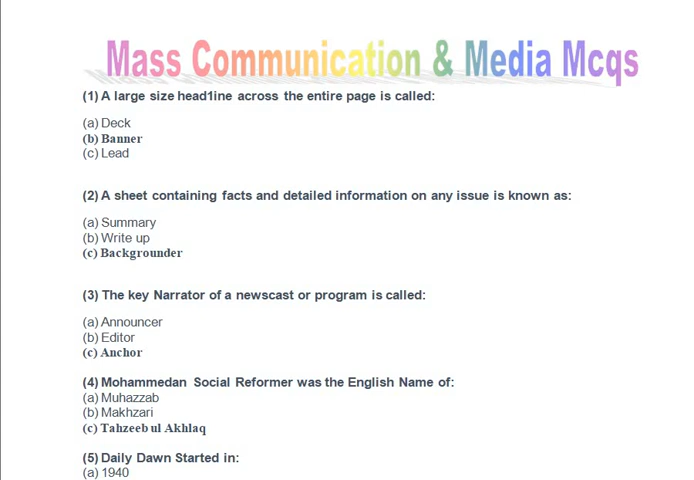 Mass Communication & Media Mcqs
(1) A large size head1ine across the entire page is called:
(a) Deck
(b) Banner
(c) Lead
(2) A sheet containing facts and detailed information on any issue is known as:
(a) Summary
(b) Write up
(c) Backgrounder
(3) The key Narrator of a newscast or program is called:
(a) Announcer
(b) Editor
(c) Anchor
(4) Mohammedan Social Reformer was the English Name of:
(a) Muhazzab
(b) Makhzari
(c) Tahzeeb ul Akhlaq
(5) Daily Dawn Started in:
(a) 1940